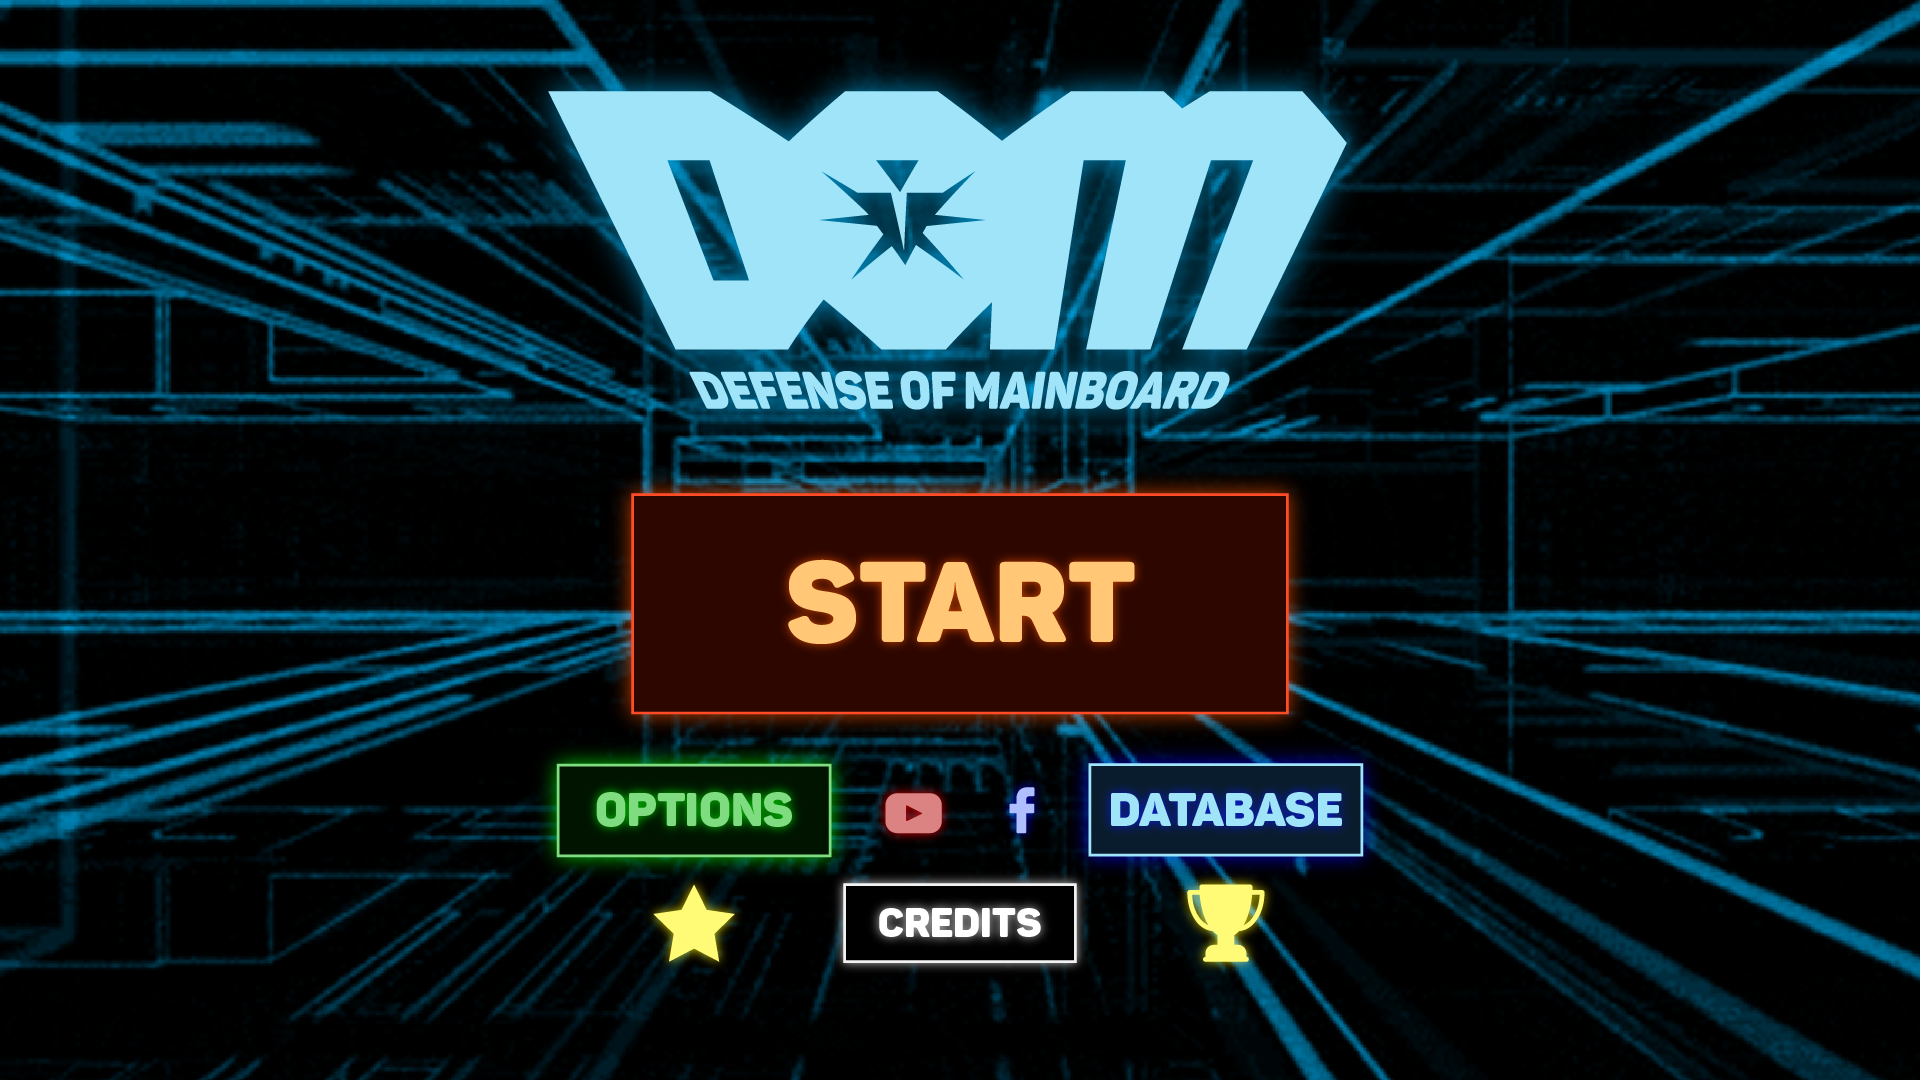 DOM
DEFENSE OF MAINBOARD
START
OPTIONS
DATABASE
CREDITS